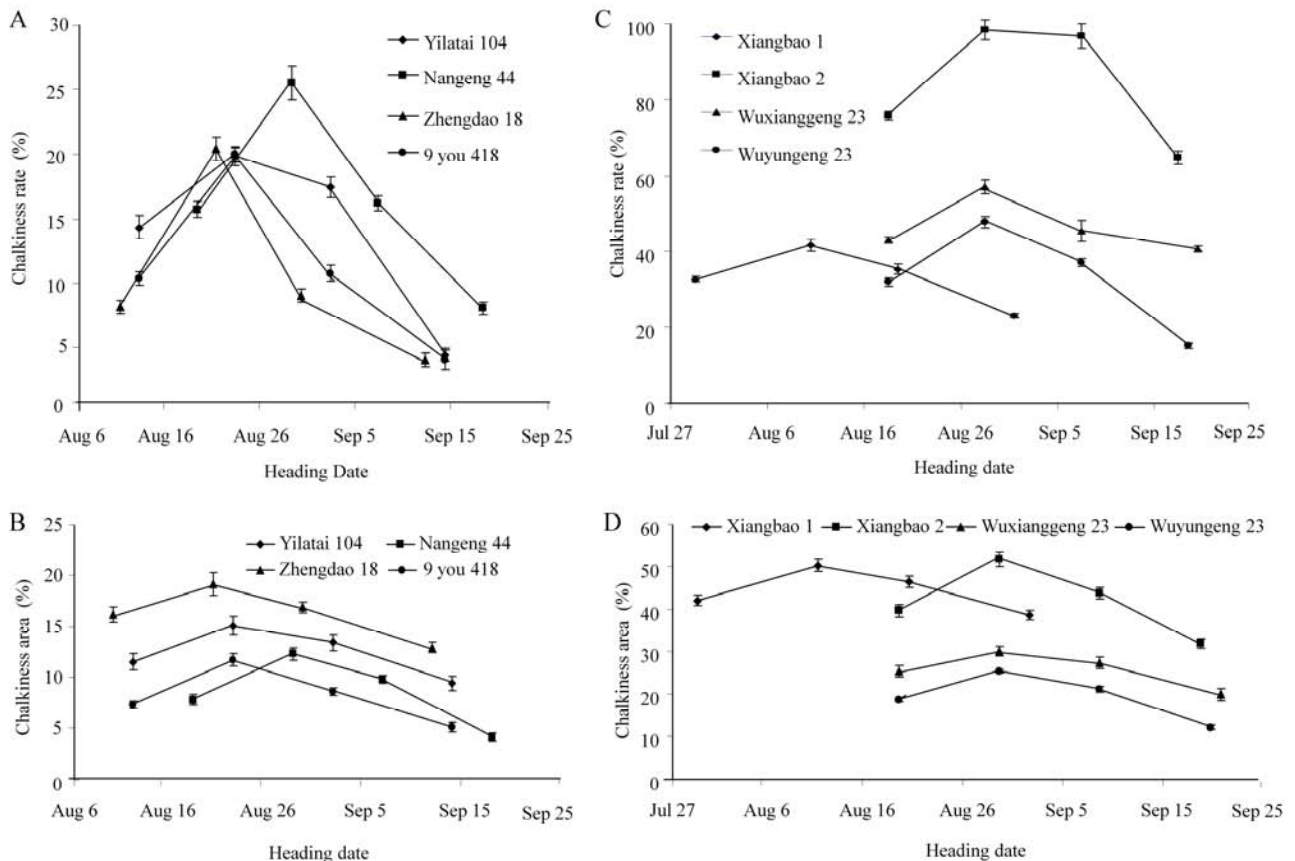 A
30
25
20
15
10
5
0
Chalkiness rate (%)
Yilatai 104
Nangeng 44
Zhengdao 18
9 you 418
Aug 6 Aug 16 Aug 26 Sep 5 Sep 15 Sep 25
Heading Date
C
100
80
60
40
20
0
Chalkiness rate (%)
Xiangbao 1
Xiangbao 2
Wuxianggeng 23
Wuyungeng 23
Jul 27 Aug 6 Aug 16 Aug 26 Sep 5 Sep 15 Sep 25
Heading date
B
25
20
15
10
5
0
Chalkiness area (%)
Yilatai 104 Nangeng 44
Zhengdao 18 9 you 418
Aug 6 Aug 16 Aug 26 Sep 5 Sep 15 Sep 25
Heading date
D
60
50
40
30
20
10
0
Chalkiness area (%)
Xiangbao 1 Xiangbao 2 Wuxianggeng 23 Wuyungeng 23
Jul 27 Aug 6 Aug 16 Aug 26 Sep 5 Sep 15 Sep 25
Heading date